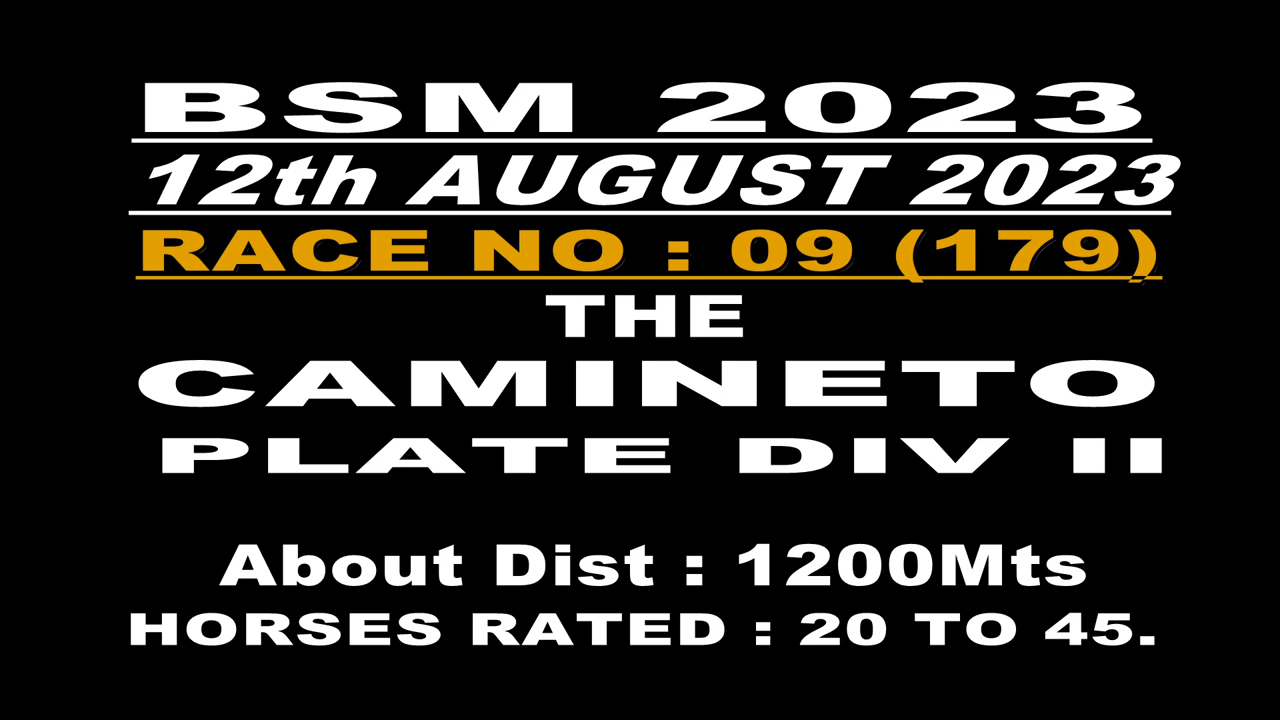 BSM 2023
12th AUGUST 2023
RACE NO : 09 (179)
THE
CAMINETO
PLATE DIV II
About Dist : 1200Mts
HORSES RATED : 20 TO 45.